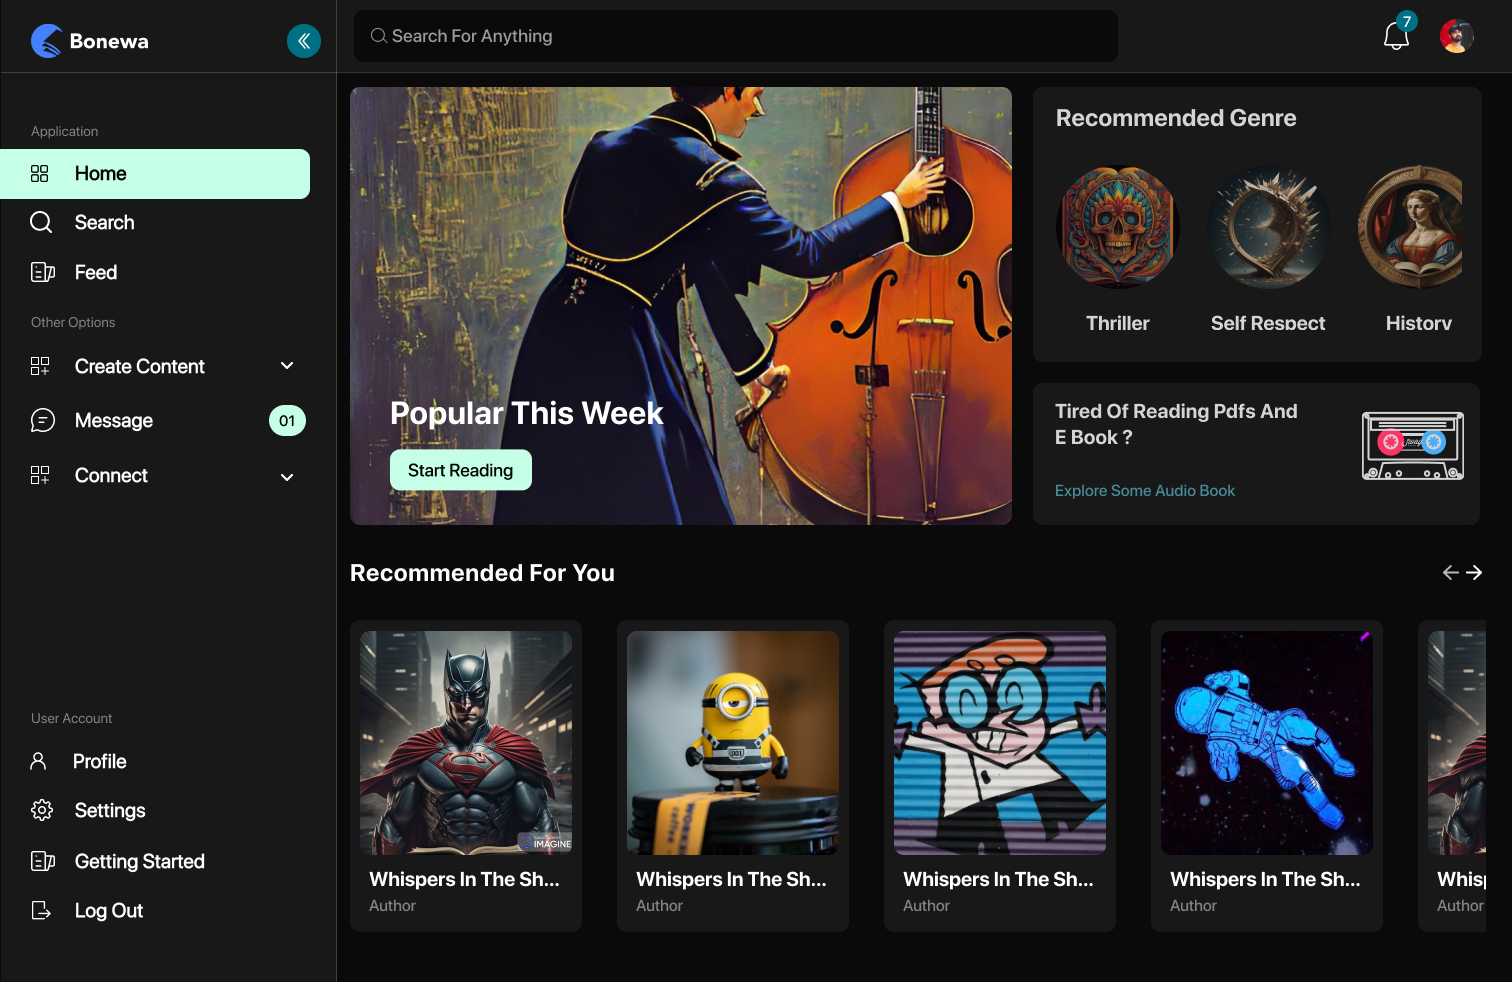 Bonewa
Search For Anything
7
Application
Home
Search
Feed
Other Options
Create Content
Message
01
Connect
User Account
Profile
Settings
Getting Started
Log Out
Popular This Week
Start Reading
Recommended Genre
Thriller
Self Respect
History
Tired Of Reading Pdfs And
E Book ?
Explore Some Audio Book
Recommended For You
IMAGINE
Whispers In The Sh...
Author
Whispers In The Sh...
Author
Whispers In The Sh...
Author
Whispers In The Sh...
Author
Whisp
Author